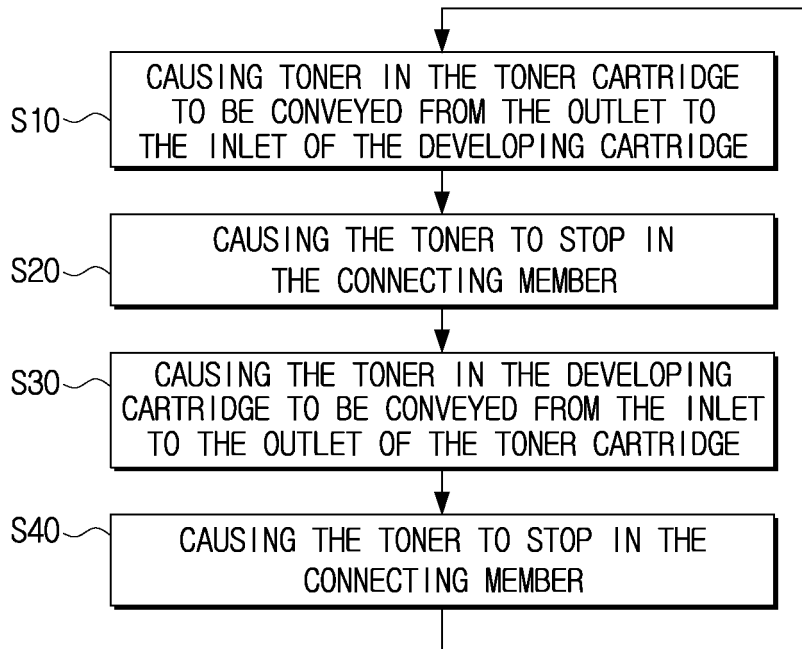 S10
CAUSING TONER IN THE TONER CARTRIDGE
TO BE CONVEYED FROM THE OUTLET TO
THE INLET OF THE DEVELOPING CARTRIDGE
S20
CAUSING THE TONER TO STOP IN
THE CONNECTING MEMBER
S30
CAUSING THE TONER IN THE DEVELOPING
CARTRIDGE TO BE CONVEYED FROM THE INLET
TO THE OUTLET OF THE TONER CARTRIDGE
S40
CAUSING THE TONER TO STOP IN THE
CONNECTING MEMBER